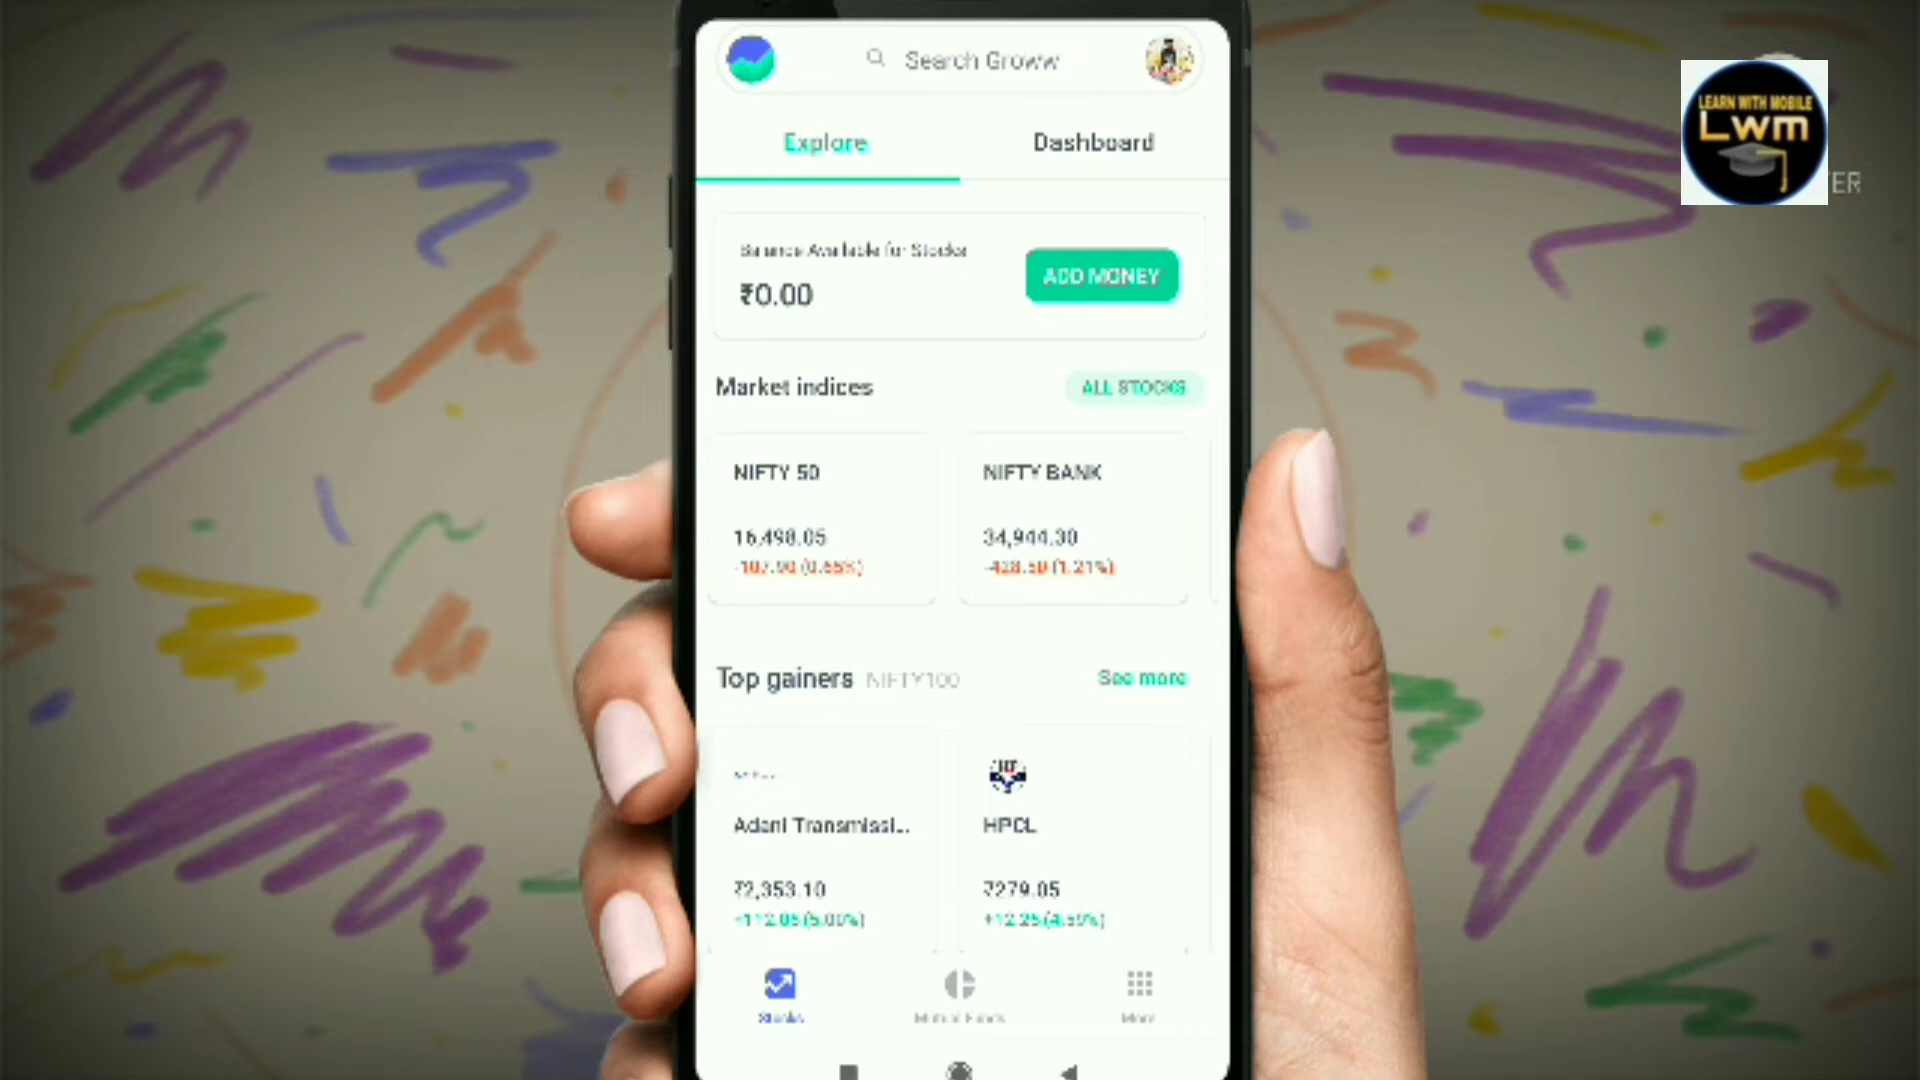 Search Groww
LEARN WITH MOBILE
LWM
TER
Explore
Dashboard
Balance Available for Stocks
₹0.00
ADD MONEY
Market indices
ALL STOCKS
NIFTY 50
NIFTY BANK
16,498.05
34,944.30
-107.90 (0.65%)
-428.50 (1.21%)
Top gainers NIFTY100
See more
Adani Transmissi...
HPCL
₹2,353.10
₹279.05
+112.05 (5.00%)
+12.25 (4.59%)
Stocks
Mutual Funds
More